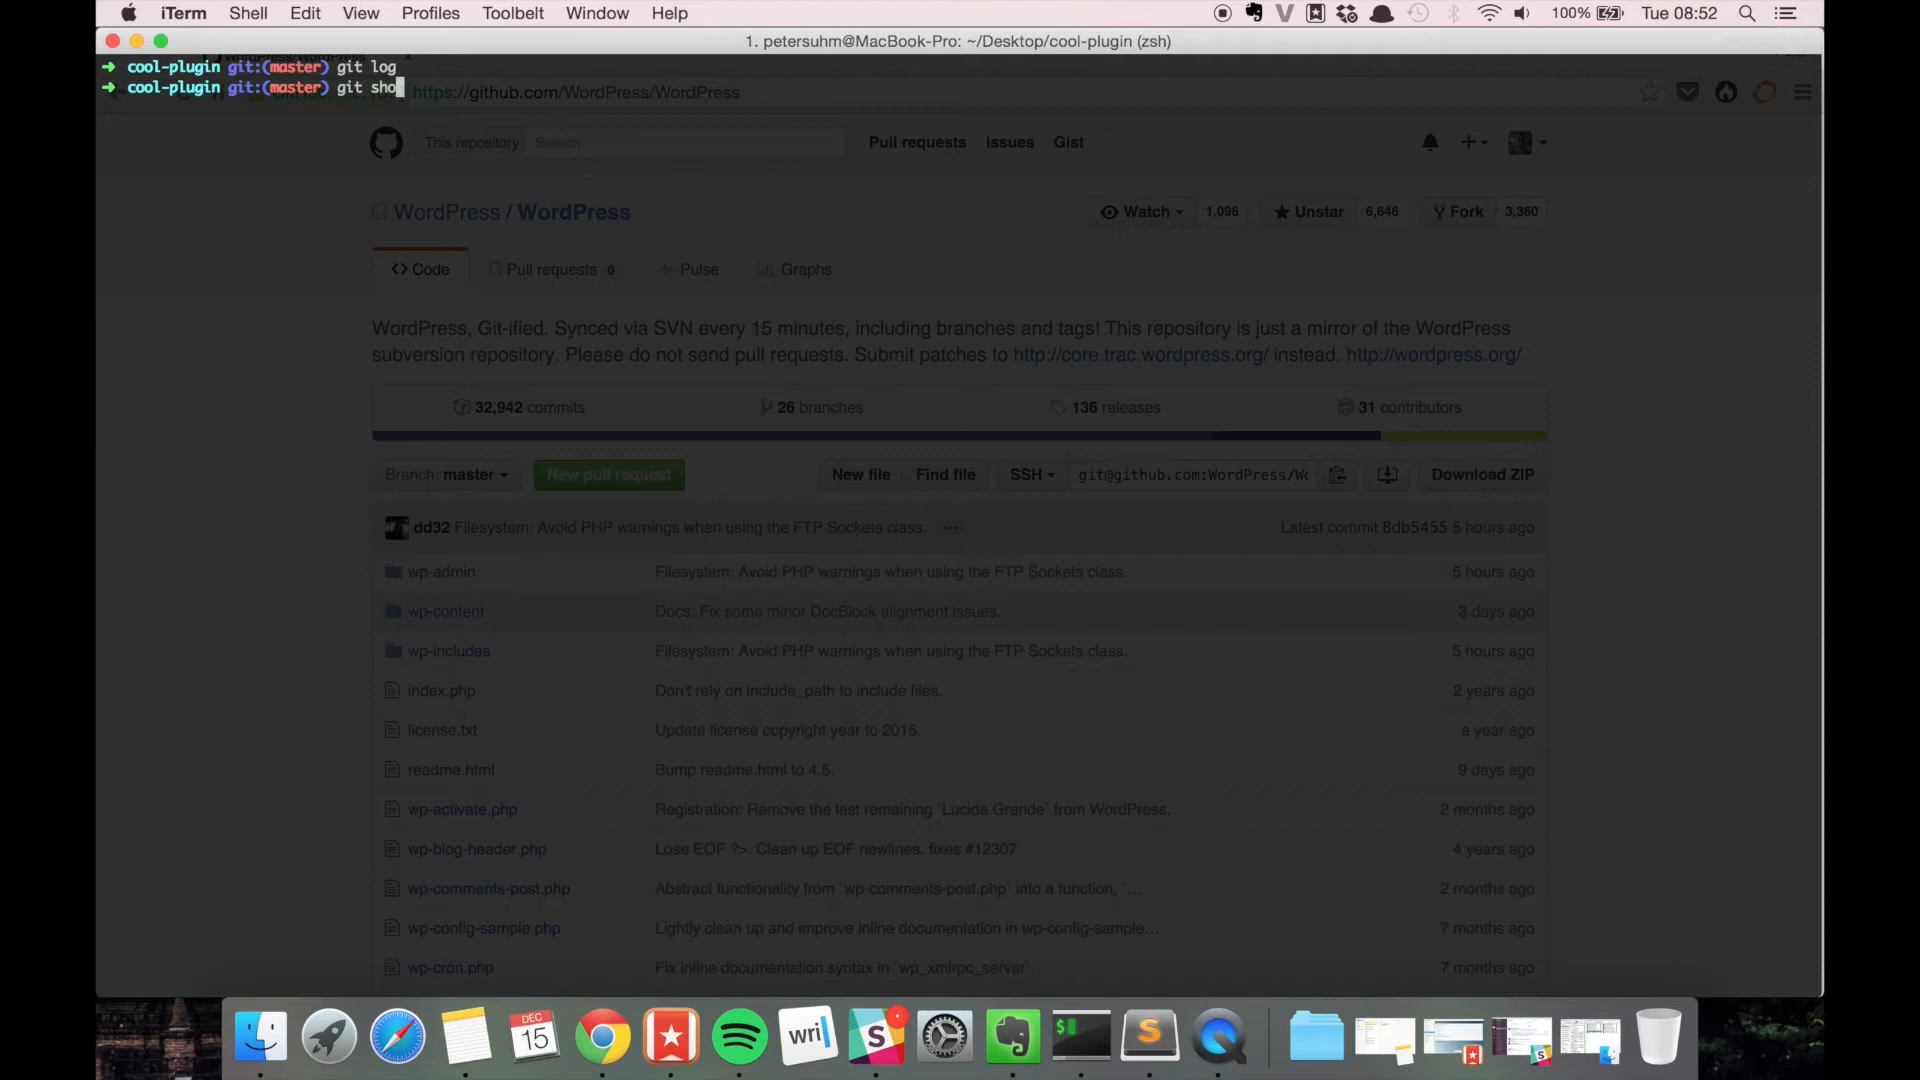 iTerm Shell Edit View Profiles Toolbelt Window Help 100% Tue 08:52
1. petersuhm@MacBook-Pro: ~/Desktop/cool-plugin (zsh)
➜ cool-plugin git:(master) git log
➜ cool-plugin git:(master) git sho
https://github.com/WordPress/WordPress
This repository Search Pull requests Issues Gist
WordPress / WordPress Watch 1,096 Unstar 6,646 Fork 3,360
Code Pull requests 0 Pulse Graphs
WordPress, Git-ified. Synced via SVN every 15 minutes, including branches and tags! This repository is just a mirror of the WordPress
subversion repository. Please do not send pull requests. Submit patches to http://core.trac.wordpress.org/ instead. http://wordpress.org/
32,942 commits 26 branches 136 releases 31 contributors
Branch: master New pull request New file Find file SSH git@github.com:WordPress/Wo Download ZIP
dd32 Filesystem: Avoid PHP warnings when using the FTP Sockets class. … Latest commit 8db5455 5 hours ago
wp-admin Filesystem: Avoid PHP warnings when using the FTP Sockets class. 5 hours ago
wp-content Docs: Fix some minor DocBlock alignment issues. 3 days ago
wp-includes Filesystem: Avoid PHP warnings when using the FTP Sockets class. 5 hours ago
index.php Don't rely on include_path to include files. 2 years ago
license.txt Update license copyright year to 2015. a year ago
readme.html Bump readme.html to 4.5. 9 days ago
wp-activate.php Registration: Remove the last remaining `Lucida Grande` from WordPress. 2 months ago
wp-blog-header.php Lose EOF ?>. Clean up EOF newlines. fixes #12307 4 years ago
wp-comments-post.php Abstract functionality from `wp-comments-post.php` into a function, `… 2 months ago
wp-config-sample.php Lightly clean up and improve inline documentation in wp-config-sample… 7 months ago
wp-cron.php Fix inline documentation syntax in `wp_xmlrpc_server`. 7 months ago
DEC
15
wri
$
S